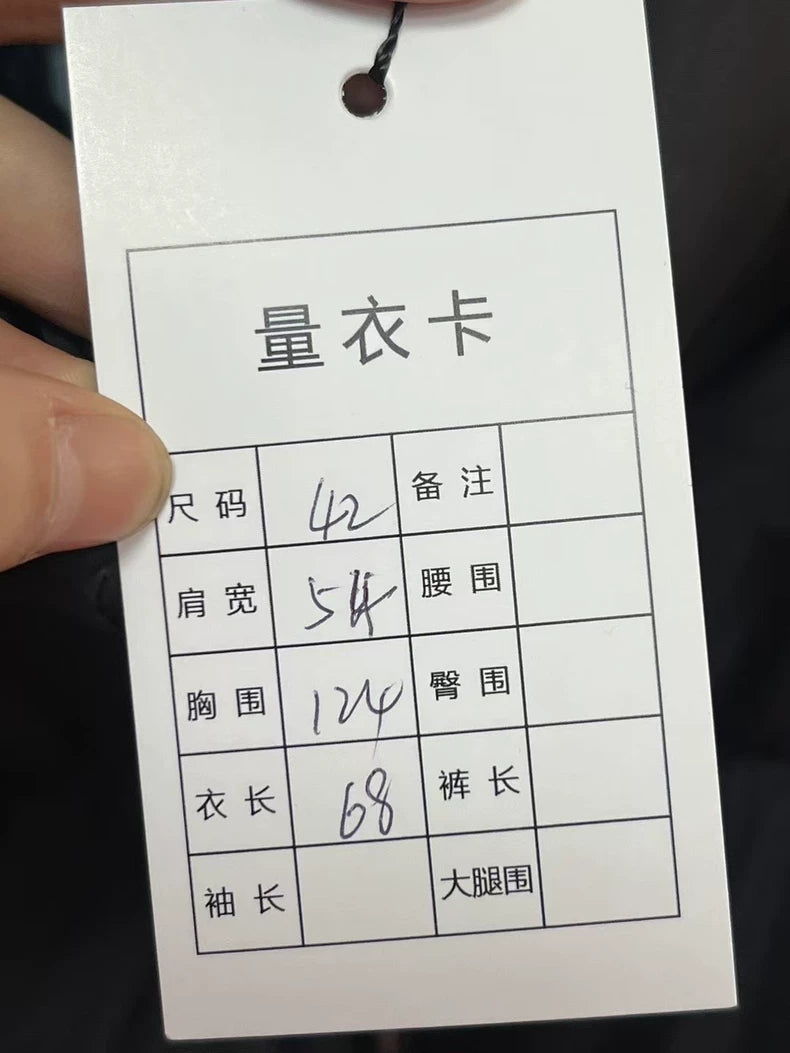 量衣卡
尺码 42 备注
肩宽 54 腰围
胸围 124 臀围
衣长 68 裤长
袖长 大腿围